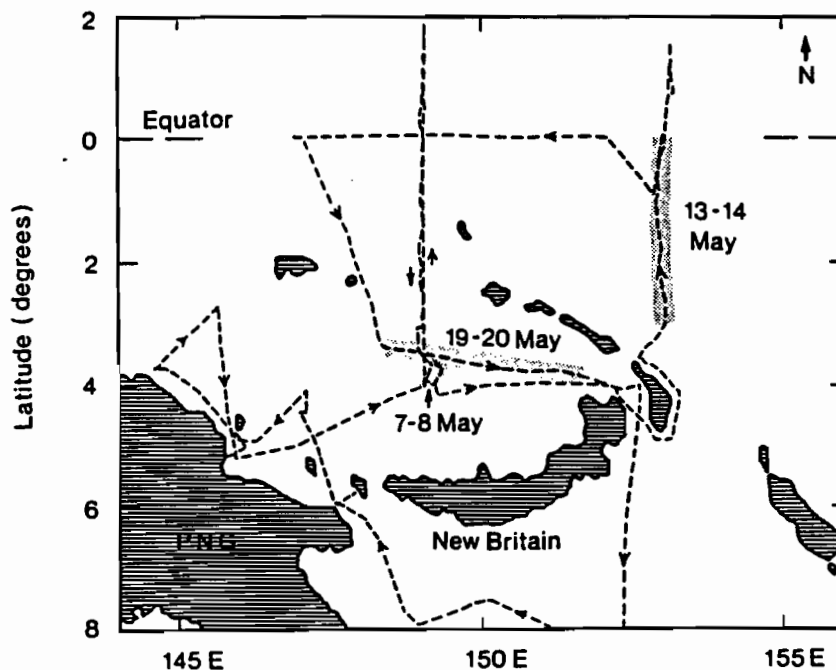 2
N
Equator
0
13-14
May
2
19-20 May
4
7-8 May
6
PNG
New Britain
8
145 E
150 E
155 E
Latitude ( degrees)